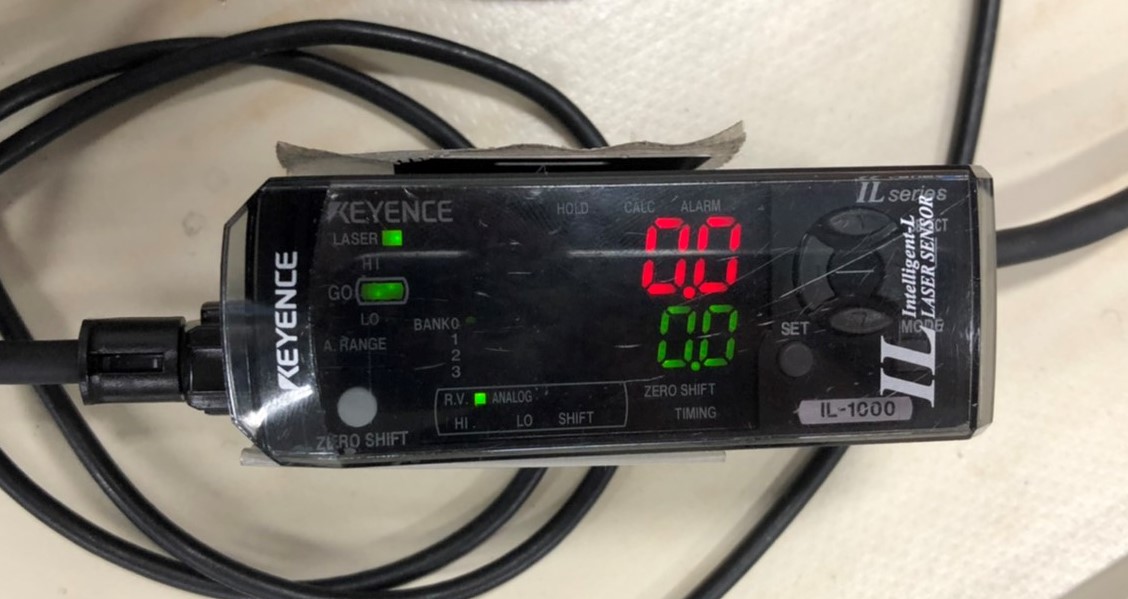 KEYENCE
KEYENCE
HOLD CALC ALARM
IL series
LASER
HI
GO
LO
A. RANGE
BANK0
1
2
3
0.0
0.0
R.V. ANALOG
HI LO SHIFT
ZERO SHIFT
TIMING
ZERO SHIFT
SET
MODE
IL-1000
IL Intelligent-L
LASER SENSOR